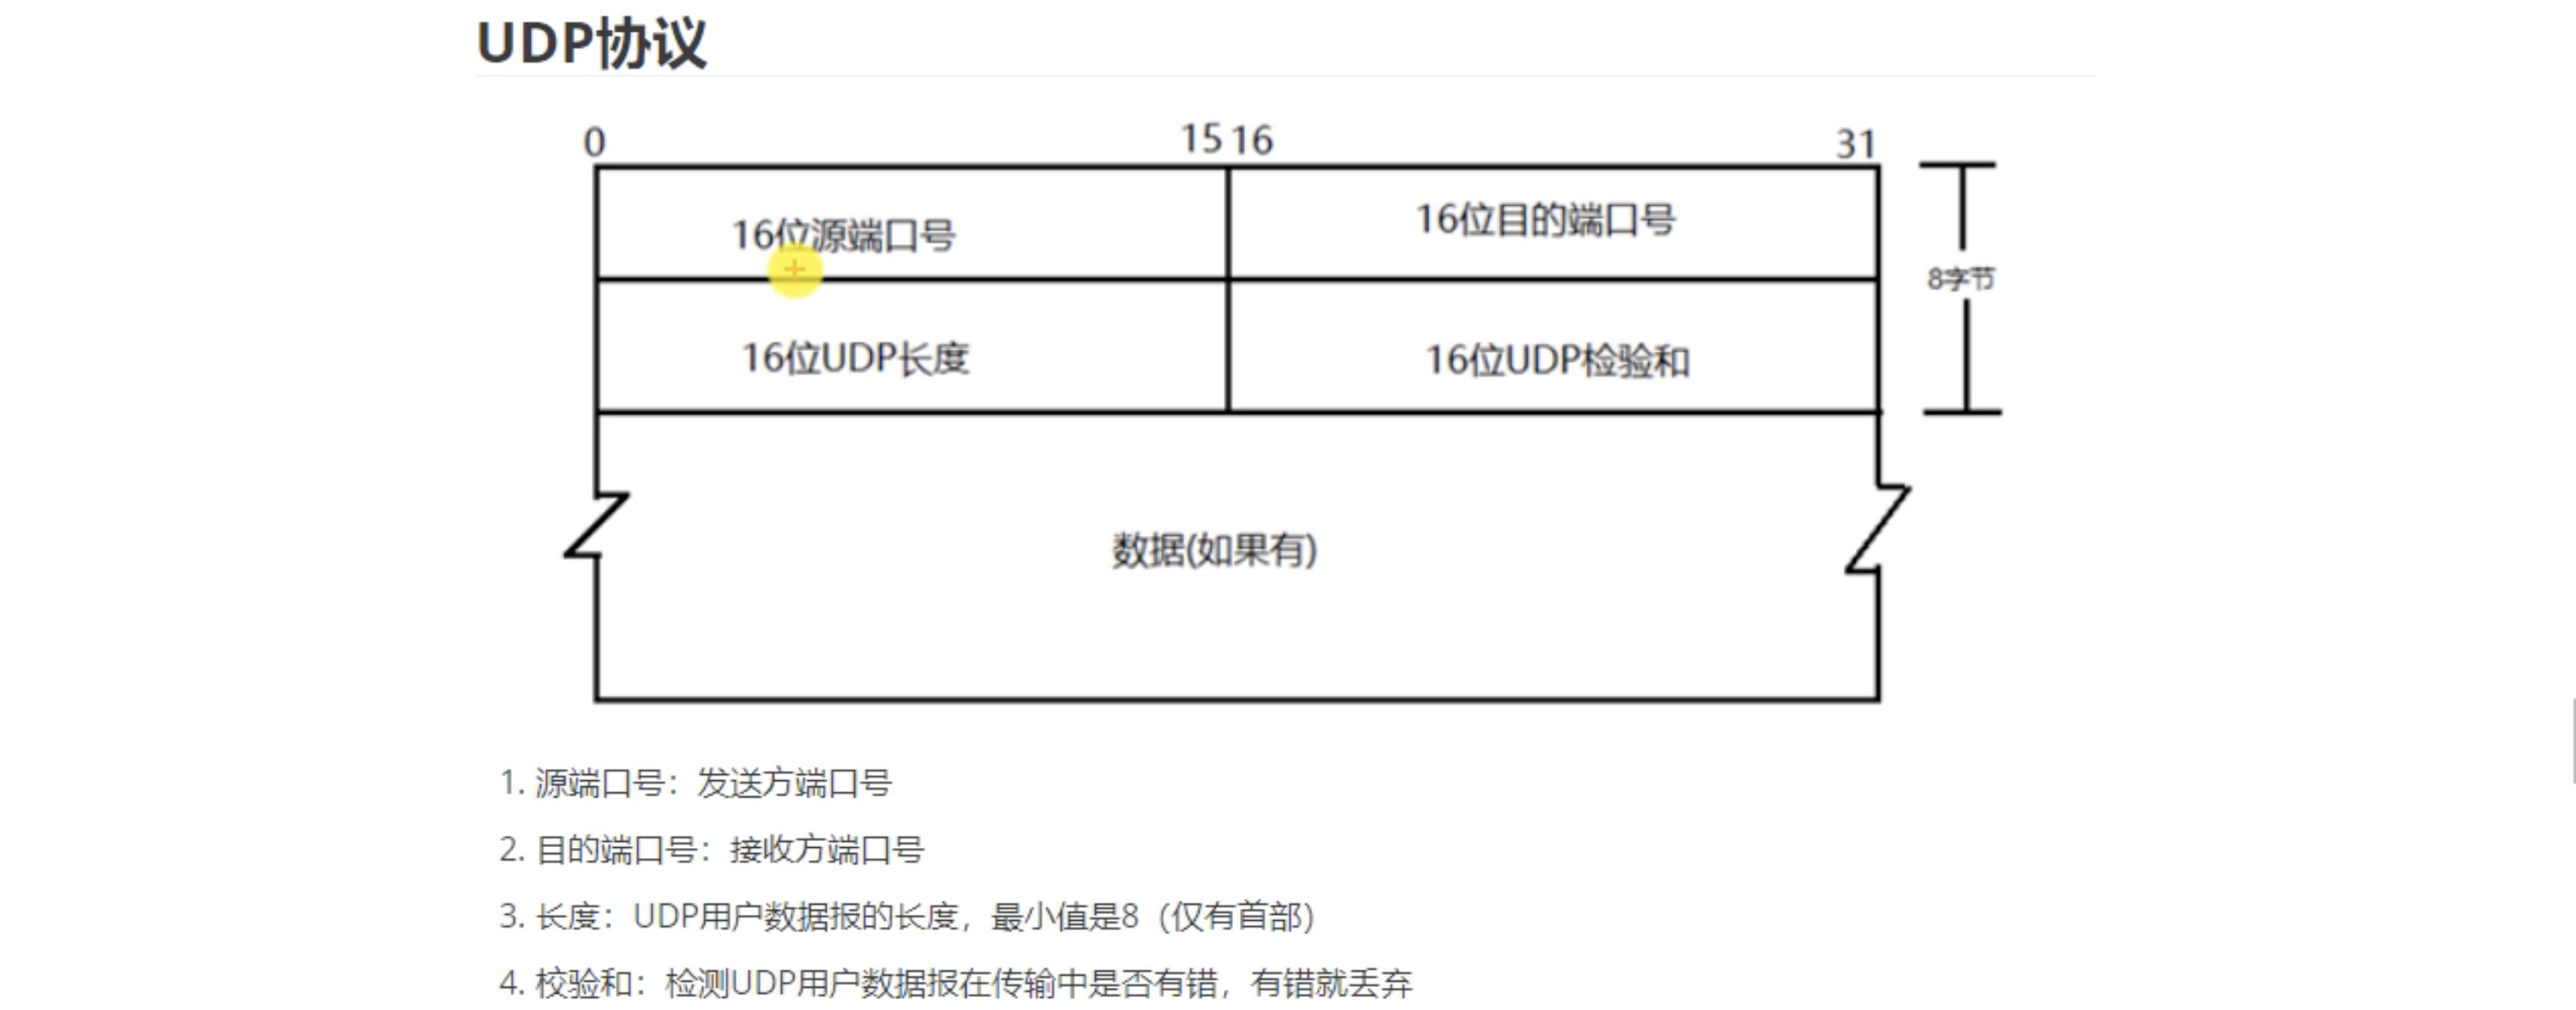 UDP协议
0 15 16 31
16位源端口号 16位目的端口号
8字节
16位UDP长度 16位UDP检验和
数据(如果有)
1. 源端口号：发送方端口号
2. 目的端口号：接收方端口号
3. 长度：UDP用户数据报的长度，最小值是8（仅有首部）
4. 校验和：检测UDP用户数据报在传输中是否有错，有错就丢弃